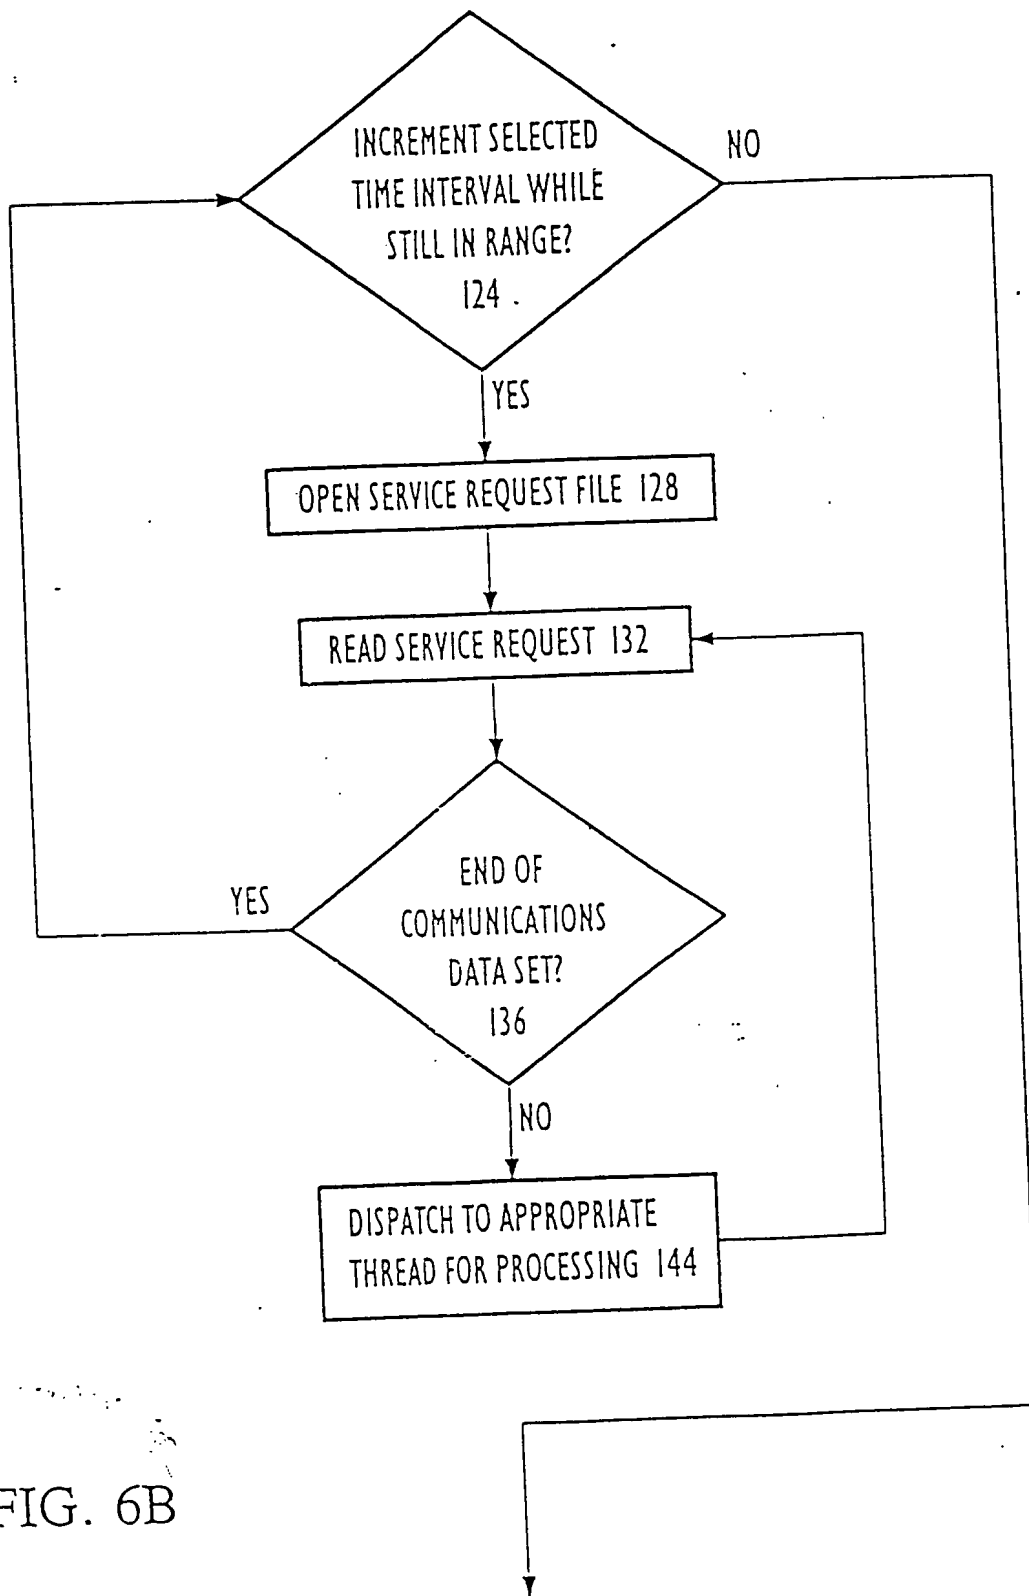 INCREMENT SELECTED
TIME INTERVAL WHILE
STILL IN RANGE?
124
NO
YES
OPEN SERVICE REQUEST FILE 128
READ SERVICE REQUEST 132
END OF
COMMUNICATIONS
DATA SET?
136
YES
NO
DISPATCH TO APPROPRIATE
THREAD FOR PROCESSING 144
FIG. 6B